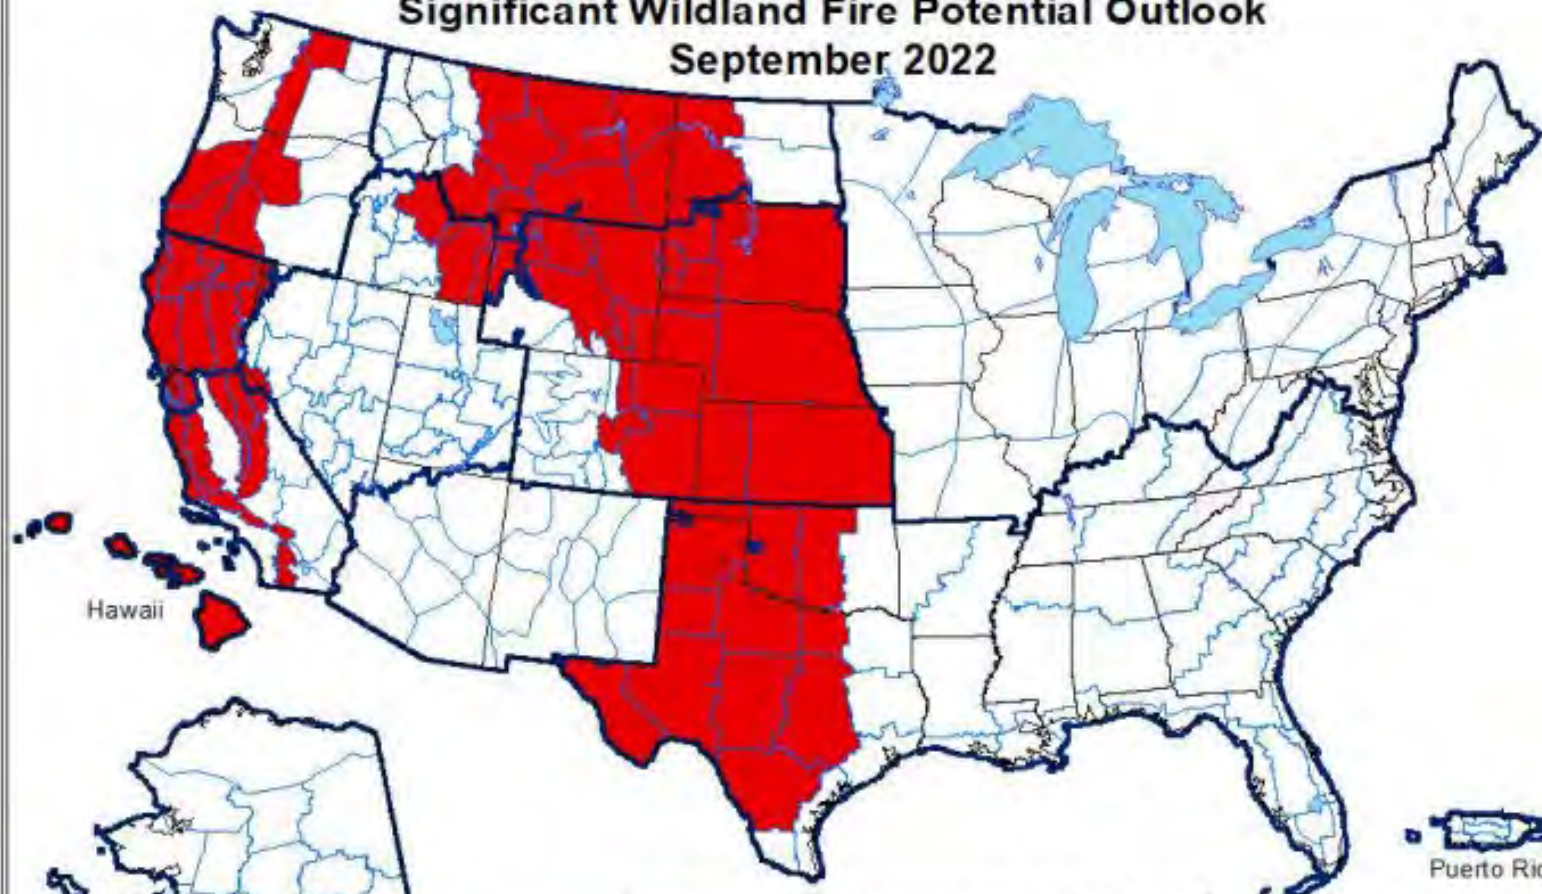 Significant Wildland Fire Potential Outlook
September 2022
Hawaii
Puerto Ric